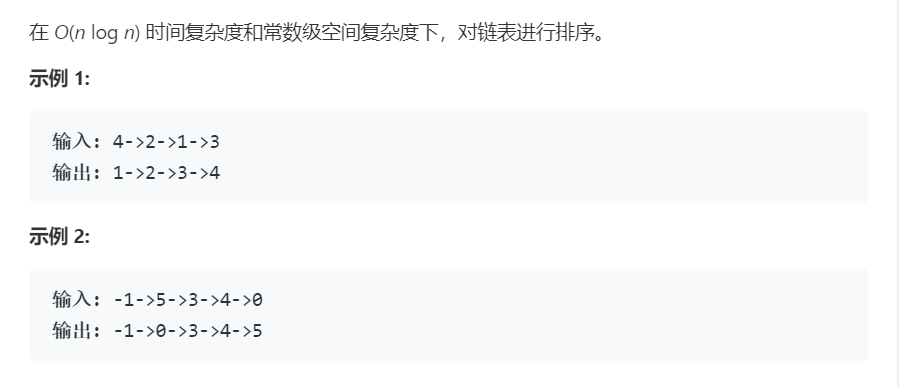 在 O(n log n) 时间复杂度和常数级空间复杂度下，对链表进行排序。
示例 1:
输入: 4->2->1->3
输出: 1->2->3->4
示例 2:
输入: -1->5->3->4->0
输出: -1->0->3->4->5